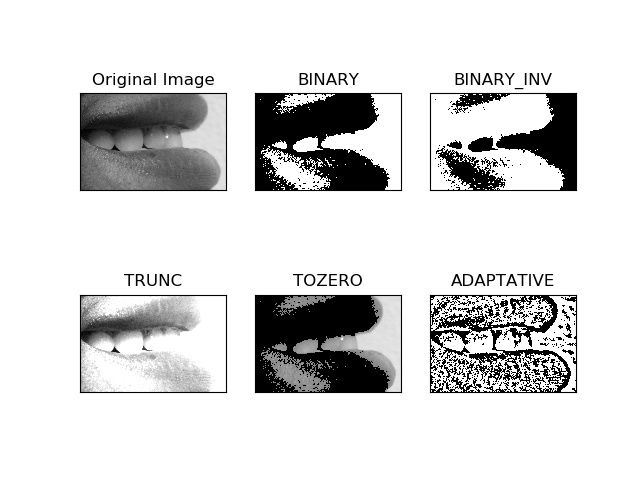 Original Image
BINARY
BINARY_INV
TRUNC
TOZERO
ADAPTATIVE